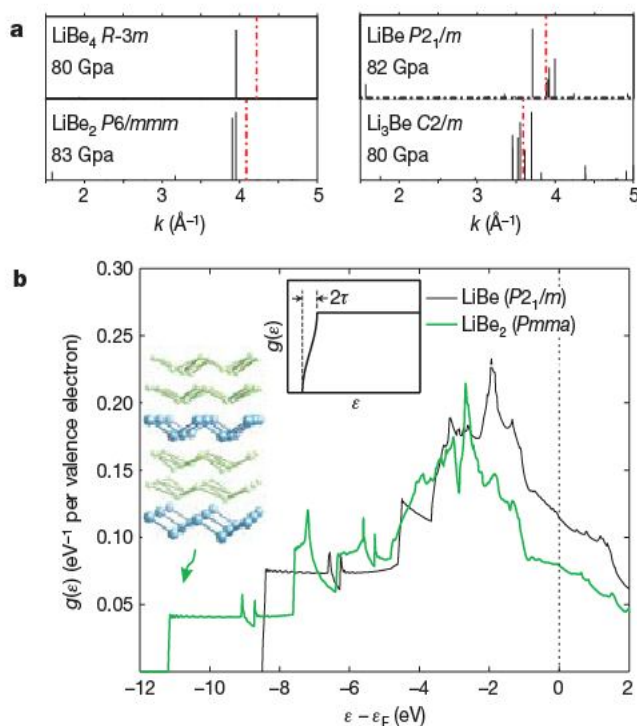 a
LiBe₄ R-3m
80 Gpa
LiBe₂ P6/mmm
83 Gpa
2 3 4 5
k (Å⁻¹)
LiBe P2₁/m
82 Gpa
Li₃Be C2/m
80 Gpa
2 3 4 5
k (Å⁻¹)
b
0.30
0.25
0.20
0.15
0.10
0.05
g(ε) (eV⁻¹ per valence electron)
2τ
g(ε)
ε
LiBe (P2₁/m)
LiBe₂ (Pmma)
−12 −10 −8 −6 −4 −2 0 2
ε − εF (eV)